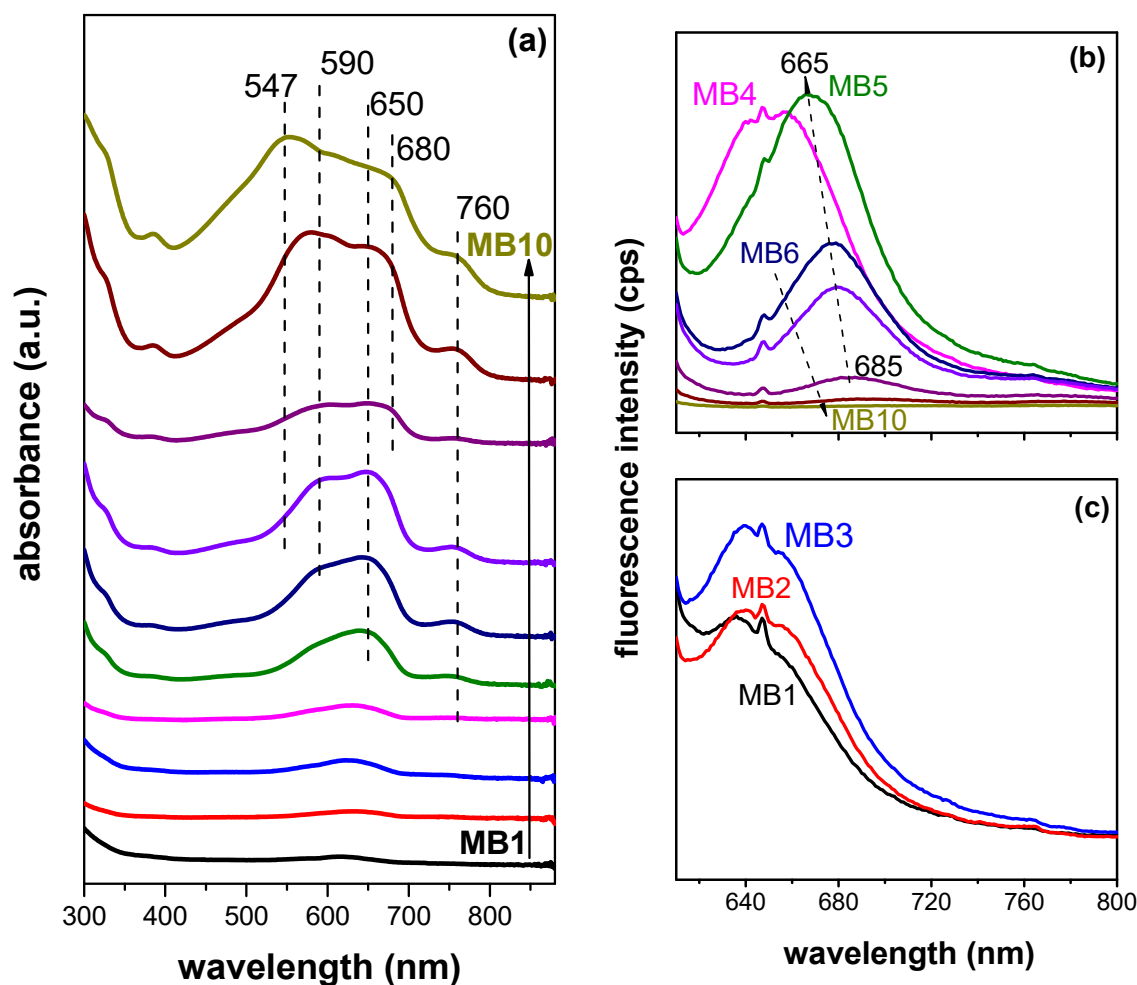 (a)
547
590
650
680
760
MB10
MB1
absorbance (a.u.)
300 400 500 600 700 800
wavelength (nm)
(b)
665
MB4
MB5
MB6
685
MB10
fluorescence intensity (cps)
(c)
MB3
MB2
MB1
640 680 720 760 800
wavelength (nm)